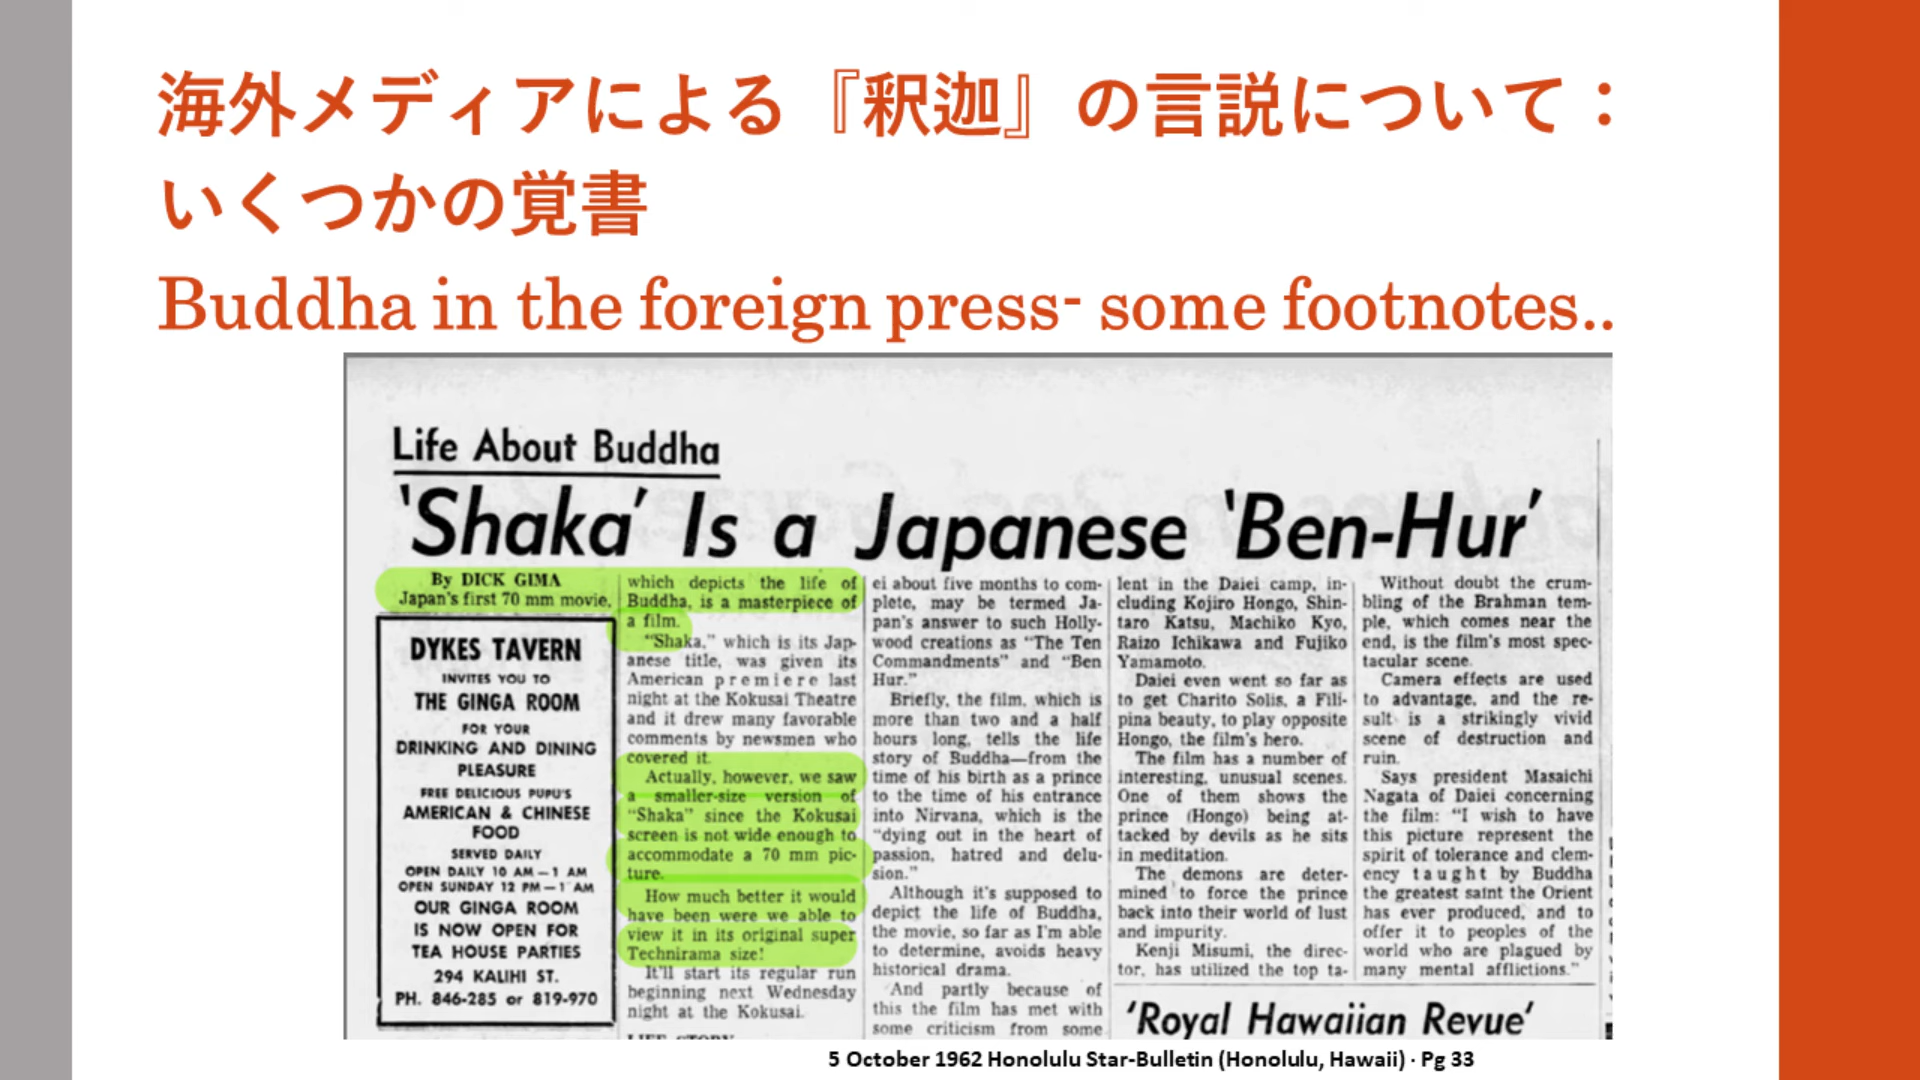 海外メディアによる『釈迦』の言説について：
いくつかの覚書
Buddha in the foreign press- some footnotes..
Life About Buddha
'Shaka' Is a Japanese 'Ben-Hur'
By DICK GIMA
Japan's first 70 mm movie,
DYKES TAVERN
INVITES YOU TO
THE GINGA ROOM
FOR YOUR
DRINKING AND DINING
PLEASURE
FREE DELICIOUS PUPU'S
AMERICAN & CHINESE
FOOD
SERVED DAILY
OPEN DAILY 10 AM—1 AM
OPEN SUNDAY 12 PM—1 AM
OUR GINGA ROOM
IS NOW OPEN FOR
TEA HOUSE PARTIES
294 KALIHI ST.
PH. 846-285 or 819-970
which depicts the life of
Buddha, is a masterpiece of
a film.
"Shaka," which is its Jap-
anese title, was given its
American premiere last
night at the Kokusai Theatre
and it drew many favorable
comments by newsmen who
covered it.
Actually, however, we saw
a smaller-size version of
"Shaka" since the Kokusai
screen is not wide enough to
accommodate a 70 mm pic-
ture.
How much better it would
have been were we able to
view it in its original super
Technirama size!
It'll start its regular run
beginning next Wednesday
night at the Kokusai.
LIFE STORY
ei about five months to com-
plete, may be termed Ja-
pan's answer to such Holly-
wood creations as "The Ten
Commandments" and "Ben
Hur."
Briefly, the film, which is
more than two and a half
hours long, tells the life
story of Buddha—from the
time of his birth as a prince
to the time of his entrance
into Nirvana, which is the
"dying out in the heart of
passion, hatred and delu-
sion."
Although it's supposed to
depict the life of Buddha,
the movie, so far as I'm able
to determine, avoids heavy
historical drama.
And partly because of
this the film has met with
some criticism from some
lent in the Daiei camp, in-
cluding Kojiro Hongo, Shin-
taro Katsu, Machiko Kyo,
Raizo Ichikawa and Fujiko
Yamamoto.
Daiei even went so far as
to get Charito Solis, a Fili-
pina beauty, to play opposite
Hongo, the film's hero.
The film has a number of
interesting, unusual scenes.
One of them shows the
prince (Hongo) being at-
tacked by devils as he sits
in meditation.
The demons are deter-
mined to force the prince
back into their world of lust
and impurity.
Kenji Misumi, the direc-
tor, has utilized the top ta-
Without doubt the crum-
bling of the Brahman tem-
ple, which comes near the
end, is the film's most spec-
tacular scene.
Camera effects are used
to advantage, and the re-
sult is a strikingly vivid
scene of destruction and
ruin.
Says president Masaichi
Nagata of Daiei concerning
the film: "I wish to have
this picture represent the
spirit of tolerance and clem-
ency taught by Buddha
the greatest saint the Orient
has ever produced, and to
offer it to peoples of the
world who are plagued by
many mental afflictions."
'Royal Hawaiian Revue'
5 October 1962 Honolulu Star-Bulletin (Honolulu, Hawaii) · Pg 33